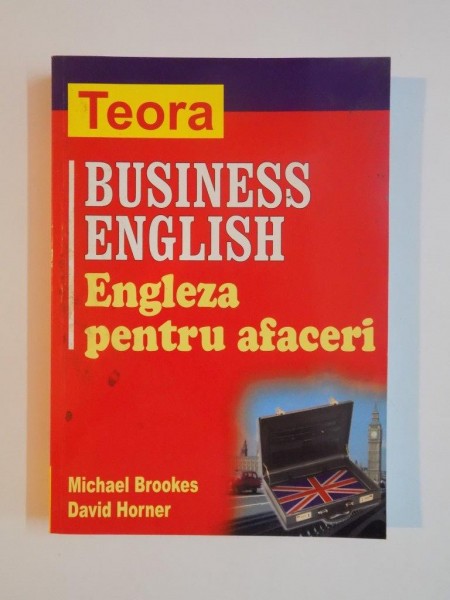 Teora
BUSINESS
ENGLISH
Engleza
pentru afaceri
Michael Brookes
David Horner